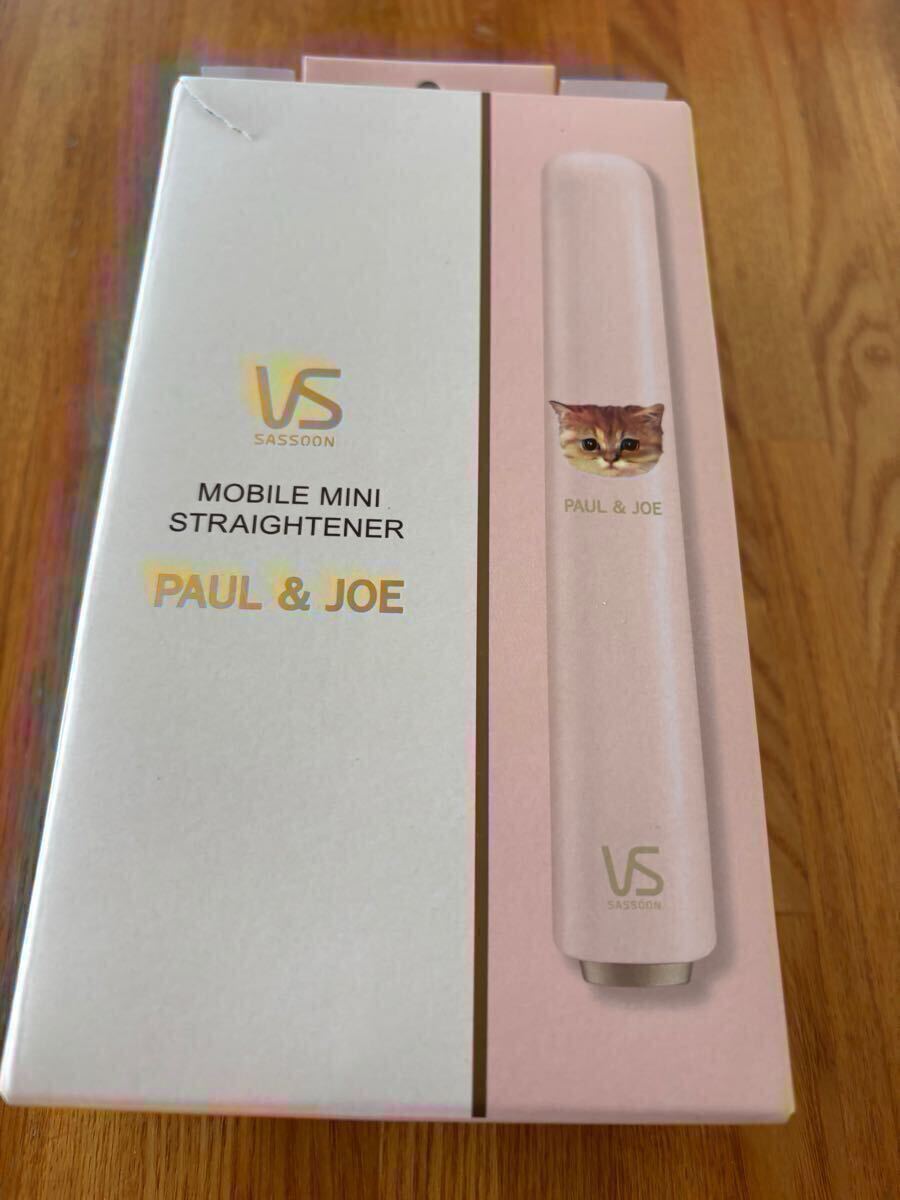 VS
SASSOON
MOBILE MINI
STRAIGHTENER
PAUL & JOE
PAUL & JOE
VS
SASSOON